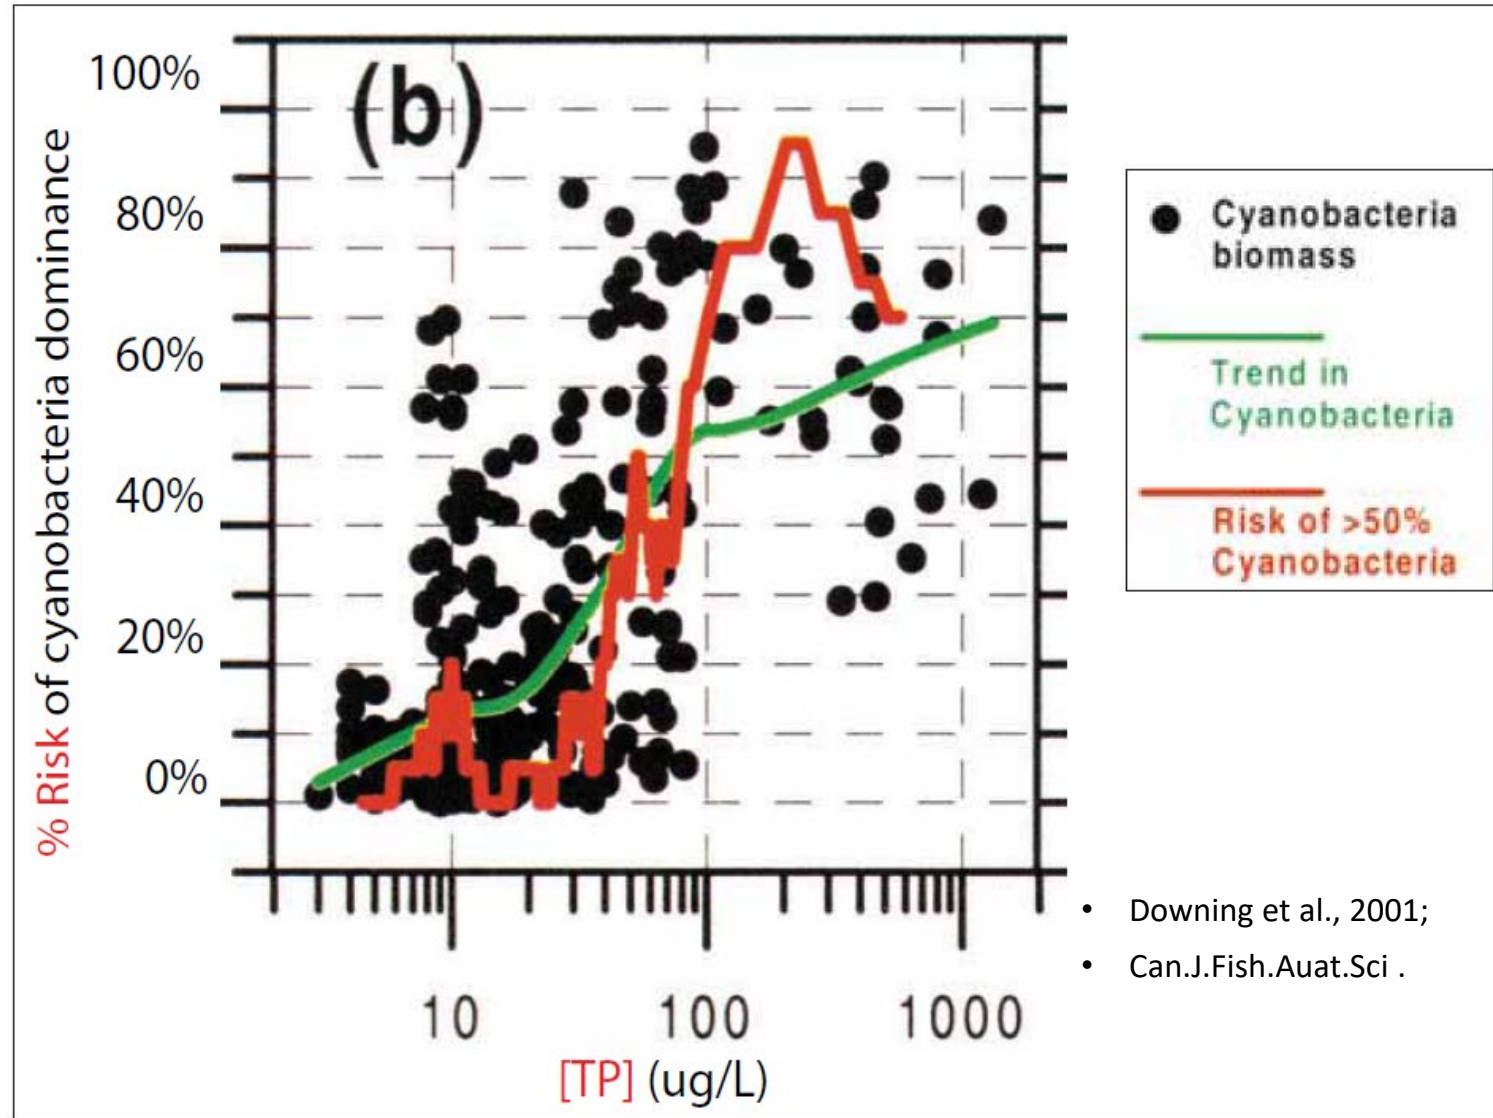 (b)
100%
80%
60%
40%
20%
0%
% Risk of cyanobacteria dominance
10 100 1000
[TP] (ug/L)
Cyanobacteria
biomass
Trend in
Cyanobacteria
Risk of >50%
Cyanobacteria
• Downing et al., 2001;
• Can.J.Fish.Auat.Sci .